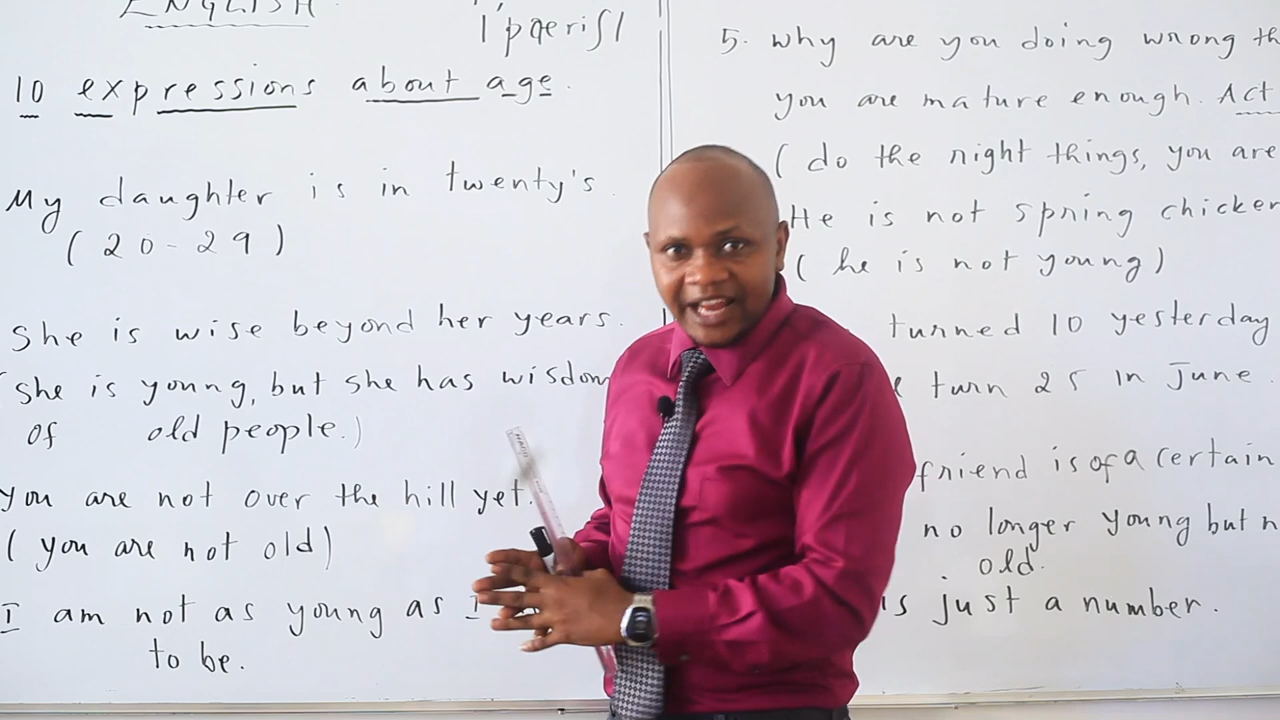 ENGLISH
10 expressions about age.
My daughter is in twenty's.
(20-29)
She is wise beyond her years.
(She is young, but she has wisdom
of old people.)
You are not over the hill yet.
(you are not old)
I am not as young as I
to be.
5. why are you doing wrong th
you are mature enough. Act
(do the right things, you are
He is not spring chicken
(he is not young)
turned 10 yesterday
turn 25 in June.
friend is of a certain
no longer young but n
old.
is just a number.